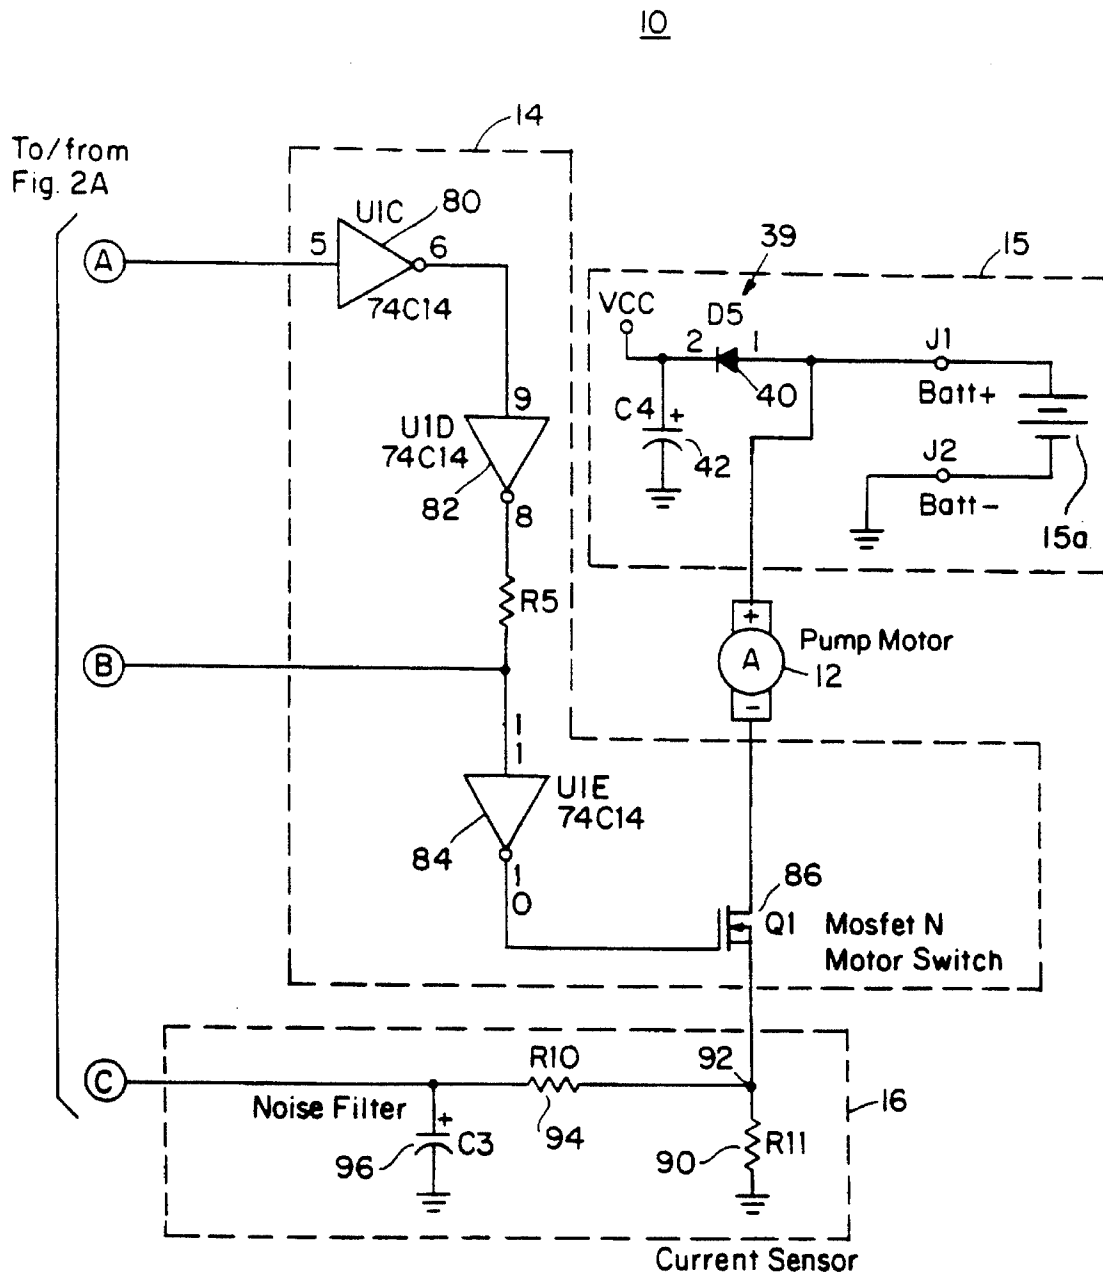 10
To/from
Fig. 2A
14
U1C
80
A
5
6
74C14
39
15
VCC
D5
2
1
J1
40
Batt+
C4
+
42
J2
Batt-
15a
9
U1D
74C14
82
8
R5
B
+
A
-
Pump Motor
12
1
1
U1E
74C14
84
1
0
86
Q1
Mosfet N
Motor Switch
C
R10
92
16
Noise Filter
94
+
96
C3
90
R11
Current Sensor